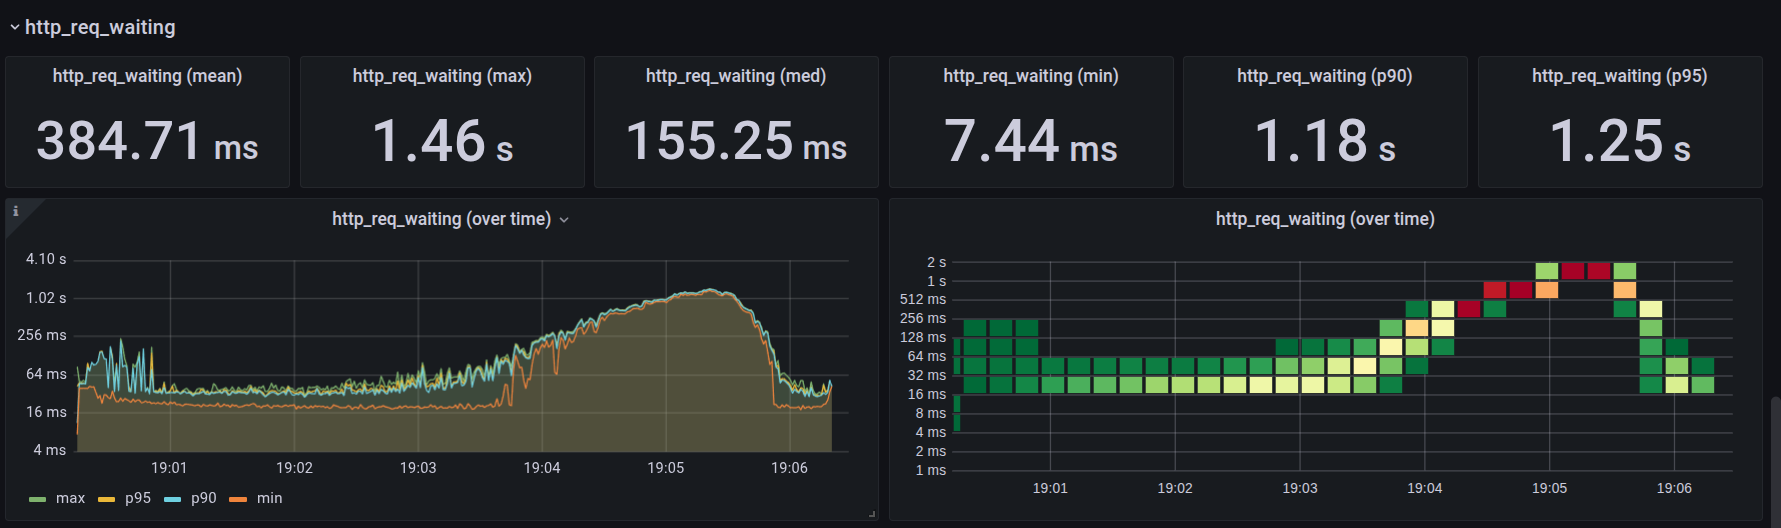 http_req_waiting
http_req_waiting (mean)
384.71 ms
http_req_waiting (max)
1.46 s
http_req_waiting (med)
155.25 ms
http_req_waiting (min)
7.44 ms
http_req_waiting (p90)
1.18 s
http_req_waiting (p95)
1.25 s
i
http_req_waiting (over time)
4.10 s
1.02 s
256 ms
64 ms
16 ms
4 ms
19:01 19:02 19:03 19:04 19:05 19:06
max p95 p90 min
http_req_waiting (over time)
2 s
1 s
512 ms
256 ms
128 ms
64 ms
32 ms
16 ms
8 ms
4 ms
2 ms
1 ms
19:01 19:02 19:03 19:04 19:05 19:06